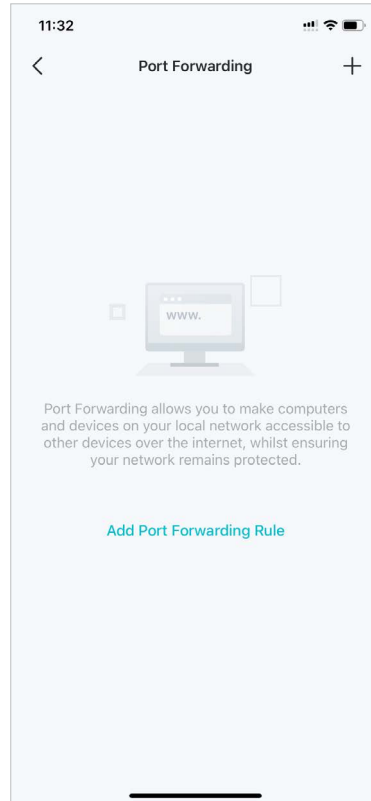 11:32
Port Forwarding
www.
Port Forwarding allows you to make computers
and devices on your local network accessible to
other devices over the internet, whilst ensuring
your network remains protected.
Add Port Forwarding Rule